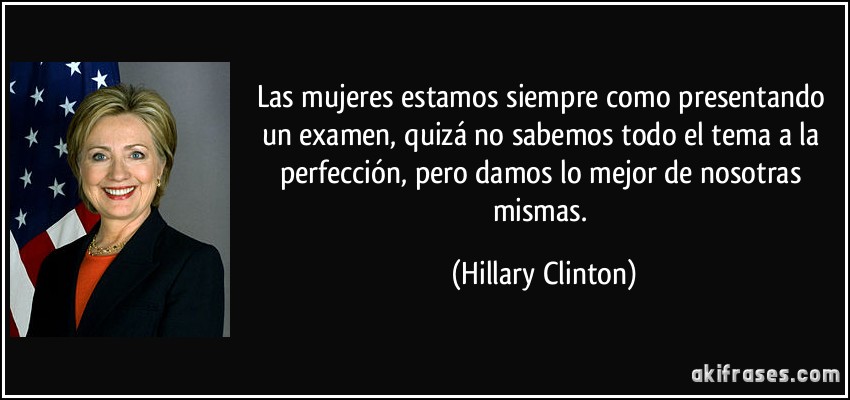 Las mujeres estamos siempre como presentando
un examen, quizá no sabemos todo el tema a la
perfección, pero damos lo mejor de nosotras
mismas.
(Hillary Clinton)
akifrases.com